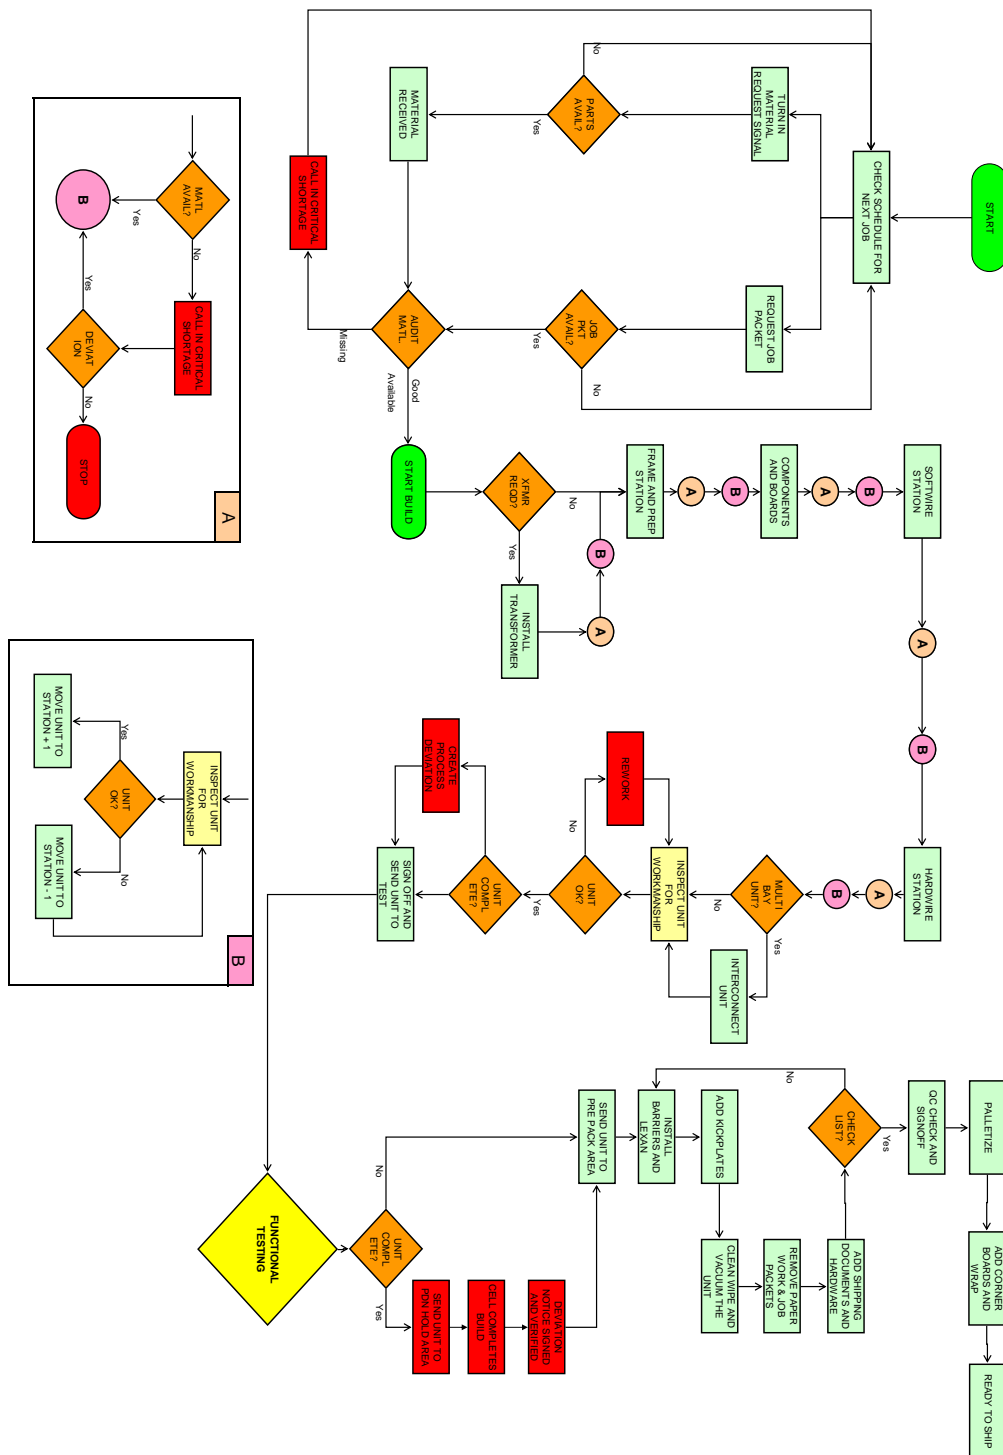 START
CHECK SCHEDULE FOR
NEXT JOB
TURN IN
MATERIAL
REQUEST SIGNAL
PARTS
AVAIL?
No
Yes
MATERIAL
RECEIVED
REQUEST JOB
PACKET
JOB
PKT
AVAIL?
No
Yes
AUDIT
MATL
Missing
Good
Available
CALL IN CRITICAL
SHORTAGE
START BUILD
XFMR
REQD?
No
Yes
INSTALL
TRANSFORMER
A
B
FRAME AND PREP
STATION
A
B
COMPONENTS
AND BOARDS
A
B
SOFTWIRE
STATION
A
B
HARDWIRE
STATION
A
B
MULTI
BAY
UNIT?
Yes
No
INTERCONNECT
UNIT
INSPECT UNIT
FOR
WORKMANSHIP
UNIT
OK?
No
Yes
REWORK
UNIT
COMPL
ETE?
CREATE
PROCESS
DEVIATION
SIGN OFF AND
SEND UNIT TO
TEST
FUNCTIONAL
TESTING
UNIT
COMPL
ETE?
No
Yes
SEND UNIT TO
PDN HOLD AREA
CELL COMPLETES
BUILD
DEVIATION
NOTICE SIGNED
AND VERIFIED
SEND UNIT TO
PRE PACK AREA
INSTALL
BARRIERS AND
LEXAN
ADD KICKPLATES
CLEAN WIPE AND
VACUUM THE
UNIT
REMOVE PAPER
WORK & JOB
PACKETS
ADD SHIPPING
DOCUMENTS AND
HARDWARE
CHECK
LIST?
No
Yes
QC CHECK AND
SIGNOFF
PALLETIZE
ADD CORNER
BOARDS AND
WRAP
READY TO SHIP
A
MATL
AVAIL?
Yes
No
B
CALL IN CRITICAL
SHORTAGE
DEVIAT
ION
Yes
No
STOP
B
INSPECT UNIT
FOR
WORKMANSHIP
UNIT
OK?
Yes
No
MOVE UNIT TO
STATION + 1
MOVE UNIT TO
STATION - 1